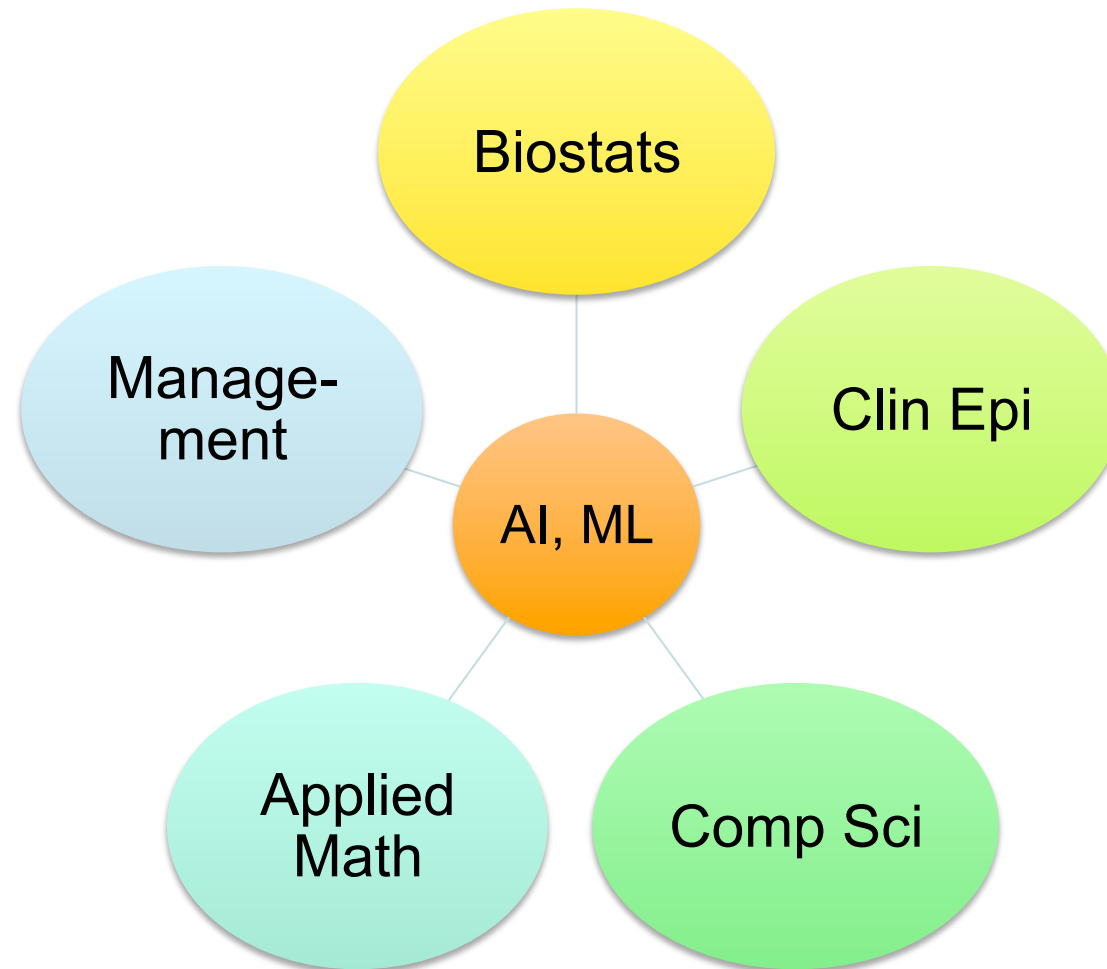 Biostats
Manage-
ment
Clin Epi
AI, ML
Applied
Math
Comp Sci